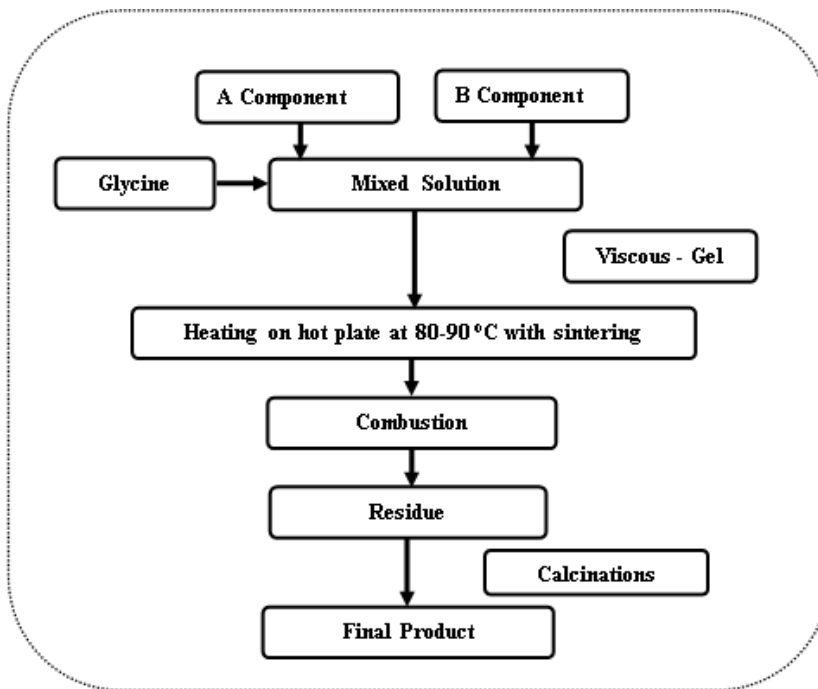 A Component
B Component
Glycine
Mixed Solution
Viscous - Gel
Heating on hot plate at 80-90 ⁰C with sintering
Combustion
Residue
Calcinations
Final Product